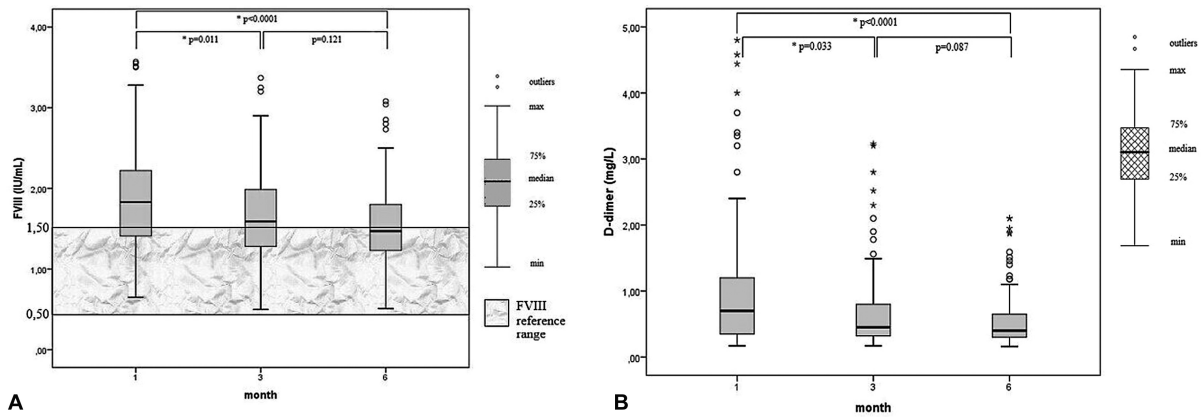 * p<0.0001
* p=0.011
p=0.121
4,00
3,00
2,00
1,50
1,00
0,50
,00
FVIII (IU/mL)
1
3
6
month
outliers
max
75%
median
25%
min
FVIII
reference
range
A
* p<0.0001
* p=0.033
p=0.087
5,00
4,00
3,00
2,00
1,00
,00
D-dimer (mg/L)
1
3
6
month
outliers
max
75%
median
25%
min
B